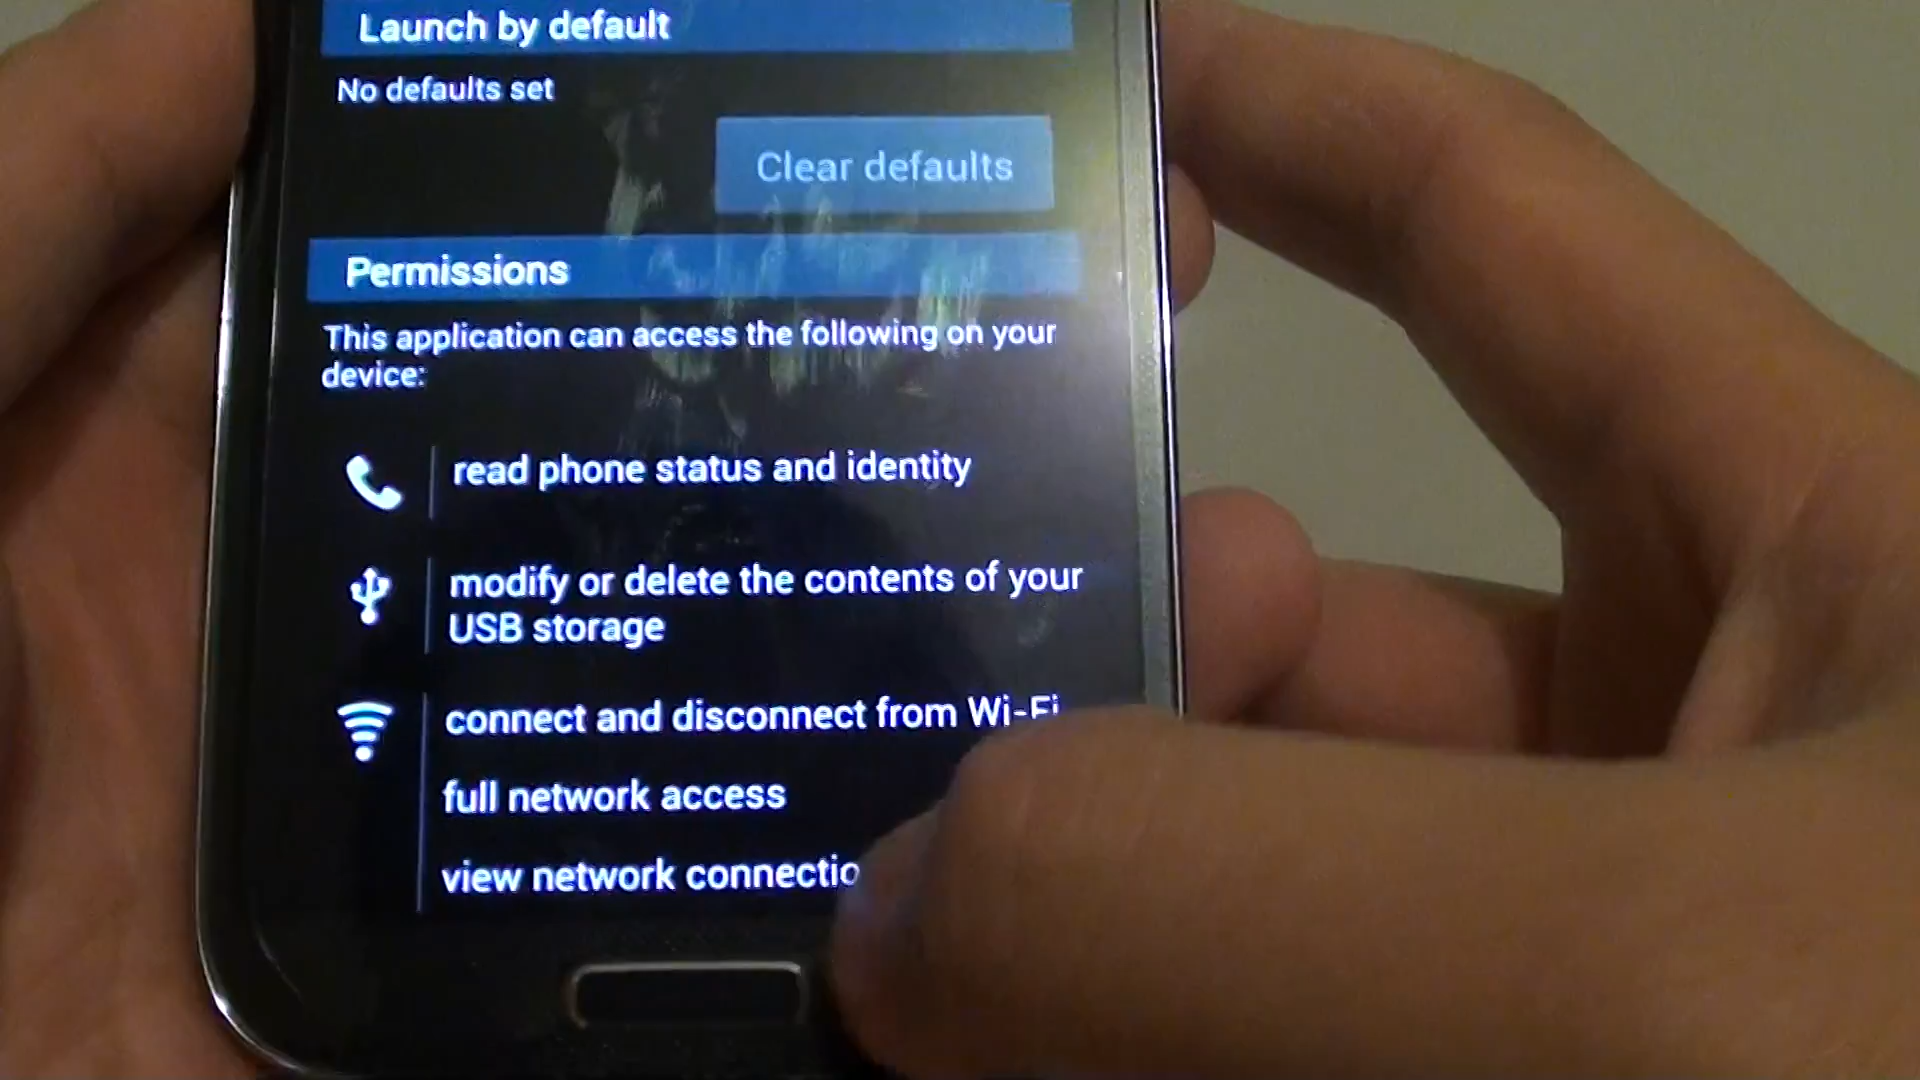 Launch by default
No defaults set
Clear defaults
Permissions
This application can access the following on your
device:
read phone status and identity
modify or delete the contents of your
USB storage
connect and disconnect from Wi-Fi
full network access
view network